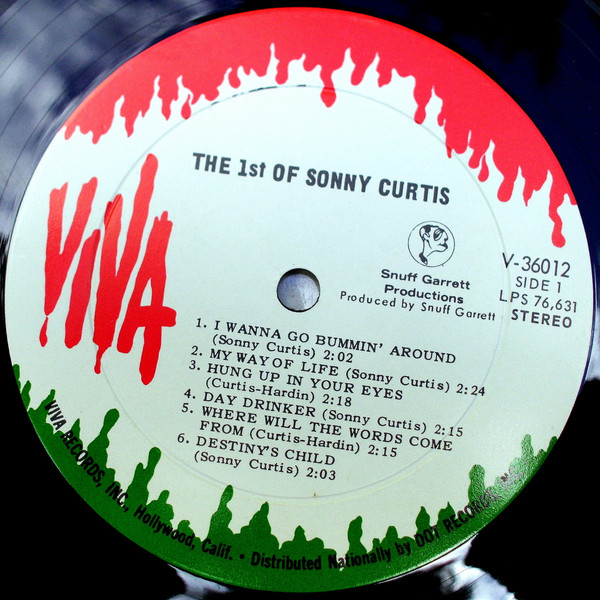 THE 1st OF SONNY CURTIS
VIVA
Snuff Garrett
Productions
Produced by Snuff Garrett
V-36012
SIDE 1
LPS 76,631
STEREO
1. I WANNA GO BUMMIN' AROUND
(Sonny Curtis) 2:02
2. MY WAY OF LIFE (Sonny Curtis) 2:24
3. HUNG UP IN YOUR EYES
(Curtis-Hardin) 2:18
4. DAY DRINKER (Sonny Curtis) 2:15
5. WHERE WILL THE WORDS COME
FROM (Curtis-Hardin) 2:15
6. DESTINY'S CHILD
(Sonny Curtis) 2:03
VIVA RECORDS, INC., Hollywood, Calif. • Distributed Nationally by DOT RECORDS